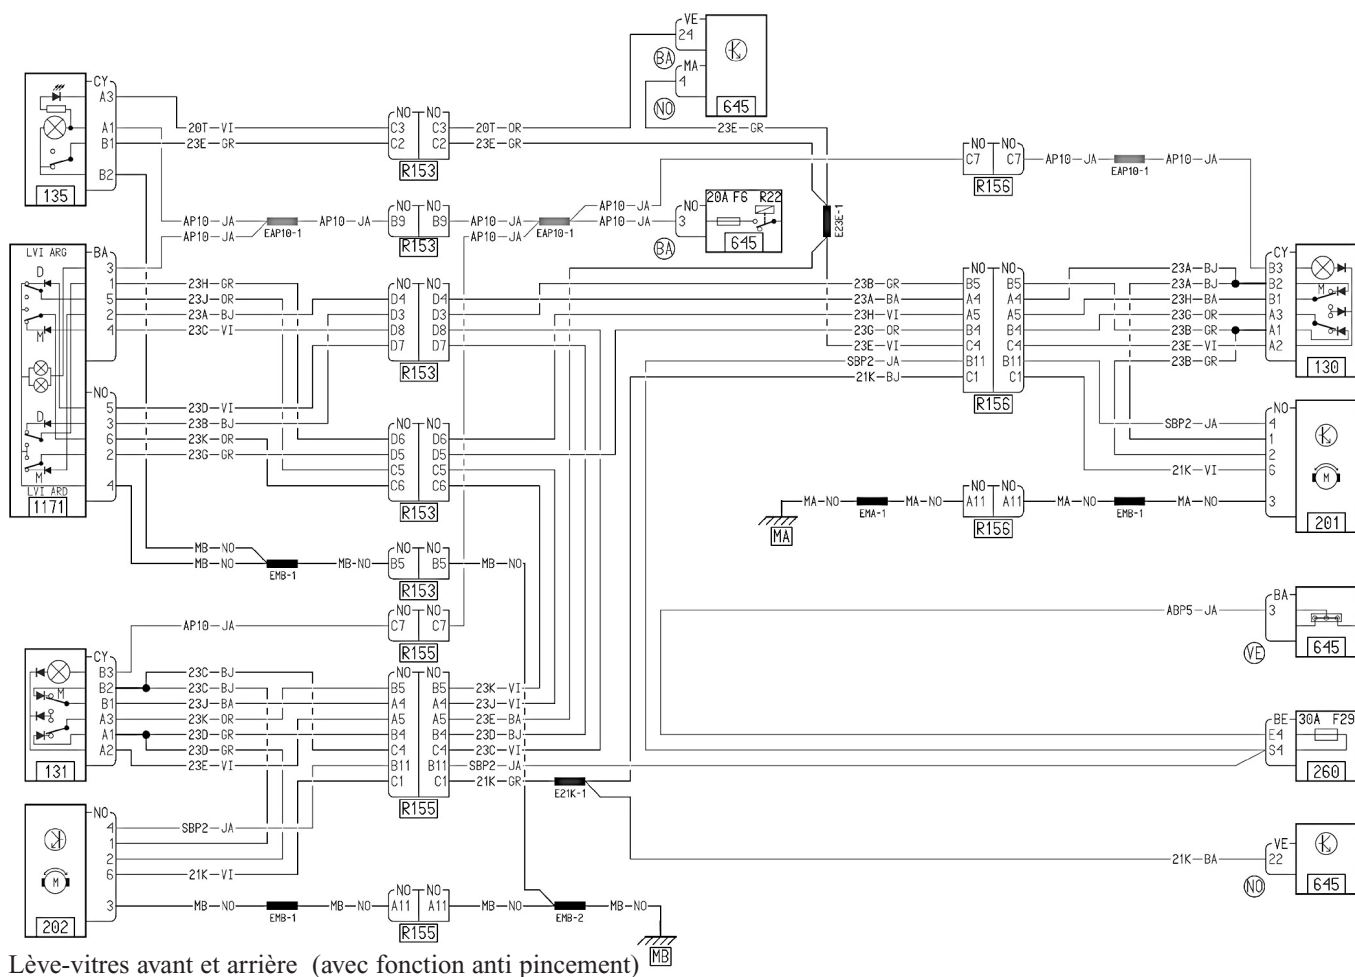 VE
24
BA
MA
4
NO
645
CY
A3
A1
B1
B2
135
20T-VI
23E-GR
NO NO
C3 C3
C2 C2
R153
20T-OR
23E-GR
23E-GR
NO NO
C7 C7
R156
AP10-JA
EAP10-1
AP10-JA
AP10-JA
AP10-JA
EAP10-1
AP10-JA
NO NO
B9 B9
R153
AP10-JA
AP10-JA
EAP10-1
AP10-JA
AP10-JA
NO
3
BA
20A F6 R22
645
E23E-1
LVI ARG
D
M
BA
3
1
5
2
4
23H-GR
23J-OR
23A-BJ
23C-VI
NO NO
D4 D4
D3 D3
D8 D8
D7 D7
R153
23B-GR
23A-BA
23H-VI
23G-OR
23E-VI
SBP2-JA
21K-BJ
NO NO
B5 B5
A4 A4
A5 A5
B4 B4
C4 C4
B11 B11
C1 C1
R156
23A-BJ
23A-BJ
23H-BA
23G-OR
23B-GR
23E-VI
23B-GR
CY
B3
B2
B1
A3
A1
A2
M
130
NO
5
3
6
2
4
D
M
LVI ARD
1171
23D-VI
23B-BJ
23K-OR
23G-GR
NO NO
D6 D6
D5 D5
C5 C5
C6 C6
R153
SBP2-JA
21K-VI
NO
4
1
2
6
3
M
201
MA
MA-NO
EMA-1
MA-NO
NO NO
A11 A11
R156
MA-NO
EMB-1
MA-NO
MB-NO
MB-NO
EMB-1
MB-NO
NO NO
B5 B5
R153
MB-NO
AP10-JA
NO NO
C7 C7
R155
ABP5-JA
BA
3
VE
645
CY
B3
B2
B1
A3
A1
A2
M
131
23C-BJ
23C-BJ
23J-BA
23K-OR
23D-GR
23D-GR
23E-VI
NO NO
B5 B5
A4 A4
A5 A5
B4 B4
C4 C4
B11 B11
C1 C1
R155
23K-VI
23J-VI
23E-BA
23D-BJ
23C-VI
SBP2-JA
21K-GR
E21K-1
BE
E4
S4
30A F29
260
NO
4
1
2
6
3
M
202
SBP2-JA
21K-VI
21K-BA
VE
22
NO
645
MB-NO
EMB-1
MB-NO
NO NO
A11 A11
R155
MB-NO
EMB-2
MB-NO
MB
Lève-vitres avant et arrière (avec fonction anti pincement)